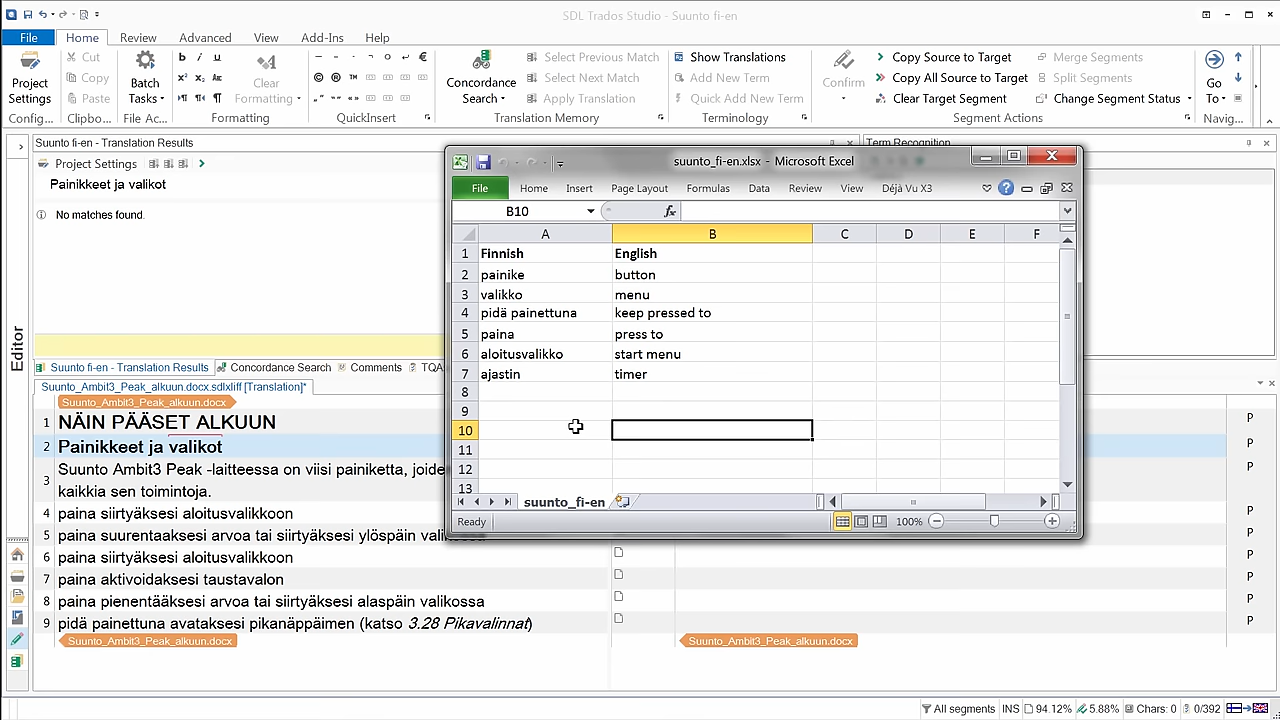 SDL Trados Studio - Suunto fi-en
File Home Review Advanced View Add-Ins Help
Project Settings
Config...
Cut
Copy
Paste
Clipbo...
Batch Tasks
File Ac...
Clear Formatting
Formatting
QuickInsert
Concordance Search
Select Previous Match
Select Next Match
Apply Translation
Translation Memory
Show Translations
Add New Term
Quick Add New Term
Terminology
Confirm
Copy Source to Target
Copy All Source to Target
Clear Target Segment
Merge Segments
Split Segments
Change Segment Status
Segment Actions
Go To
Navig...
Suunto fi-en - Translation Results
Term Recognition
Project Settings
Painikkeet ja valikot
No matches found.
Editor
suunto_fi-en.xlsx - Microsoft Excel
File Home Insert Page Layout Formulas Data Review View Déjà Vu X3
B10 fx
A B C D E F
1 Finnish English
2 painike button
3 valikko menu
4 pidä painettuna keep pressed to
5 paina press to
6 aloitusvalikko start menu
7 ajastin timer
8
9
10
11
12
13
suunto_fi-en
Ready 100%
Suunto fi-en - Translation Results Concordance Search Comments TQA
Suunto_Ambit3_Peak_alkuun.docx.sdlxliff [Translation]*
Suunto_Ambit3_Peak_alkuun.docx
1 NÄIN PÄÄSET ALKUUN P
2 Painikkeet ja valikot P
3 Suunto Ambit3 Peak -laitteessa on viisi painiketta, joide P
kaikkia sen toimintoja.
4 paina siirtyäksesi aloitusvalikkoon P
5 paina suurentaaksesi arvoa tai siirtyäksesi ylöspäin P
6 paina siirtyäksesi aloitusvalikkoon P
7 paina aktivoidaksesi taustavalon P
8 paina pienentääksesi arvoa tai siirtyäksesi alaspäin valikossa P
9 pidä painettuna avataksesi pikanäppäimen (katso 3.28 Pikavalinnat) P
Suunto_Ambit3_Peak_alkuun.docx Suunto_Ambit3_Peak_alkuun.docx
All segments INS 94.12% 5.88% Chars: 0 0/392